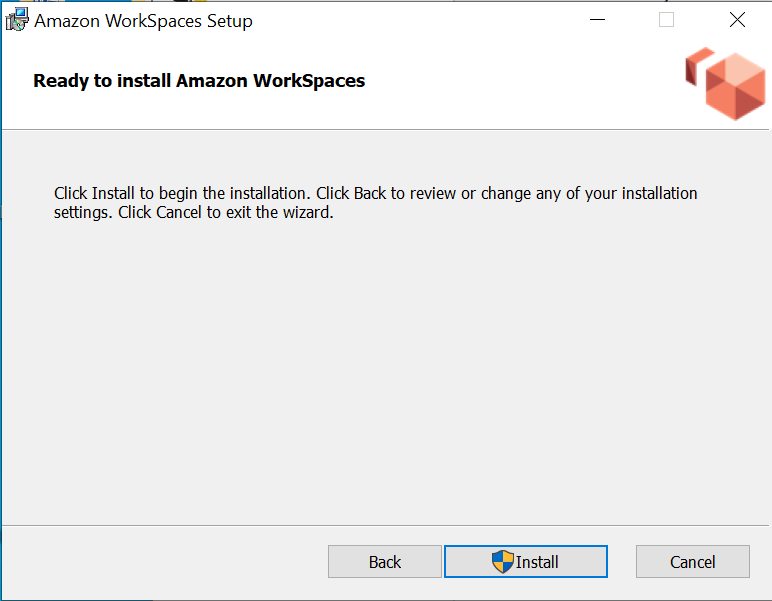 Amazon WorkSpaces Setup
Ready to install Amazon WorkSpaces
Click Install to begin the installation. Click Back to review or change any of your installation
settings. Click Cancel to exit the wizard.
Back
Install
Cancel